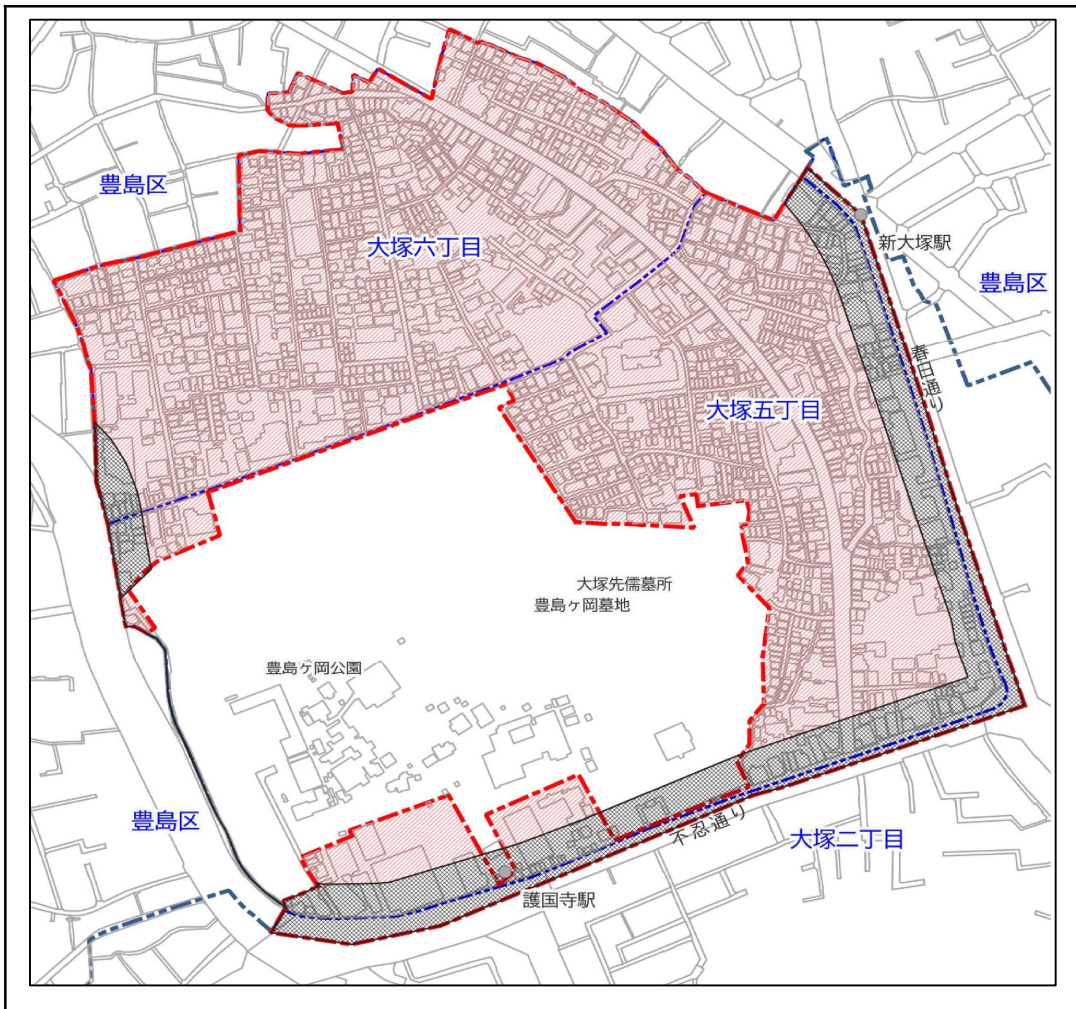 豊島区
大塚六丁目
新大塚駅
豊島区
春日通り
大塚五丁目
大塚先儒墓所
豊島ヶ岡墓地
豊島ケ岡公園
豊島区
不忍通り
大塚二丁目
護国寺駅